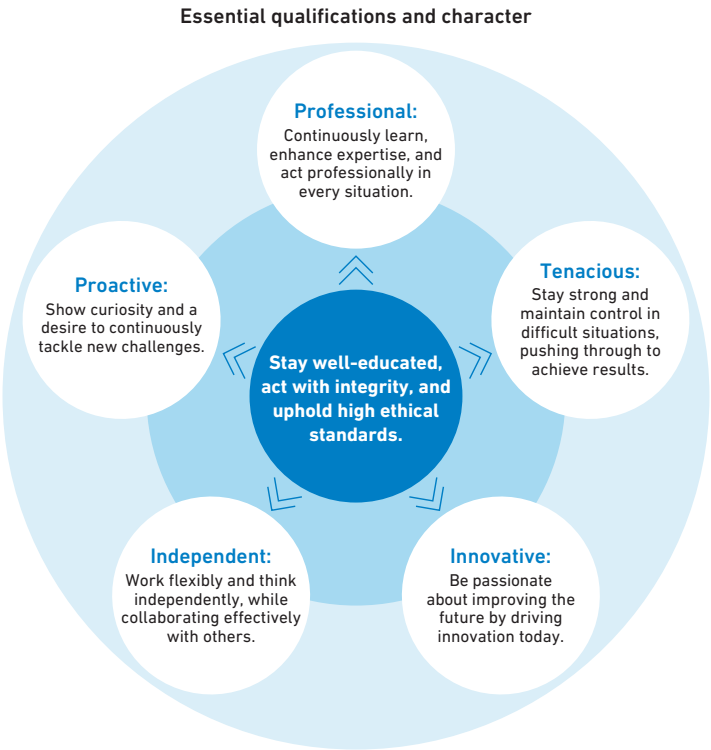 Essential qualifications and character
Professional:
Continuously learn,
enhance expertise, and
act professionally in
every situation.
Proactive:
Show curiosity and a
desire to continuously
tackle new challenges.
Tenacious:
Stay strong and
maintain control in
difficult situations,
pushing through to
achieve results.
Stay well-educated,
act with integrity, and
uphold high ethical
standards.
Independent:
Work flexibly and think
independently, while
collaborating effectively
with others.
Innovative:
Be passionate
about improving the
future by driving
innovation today.